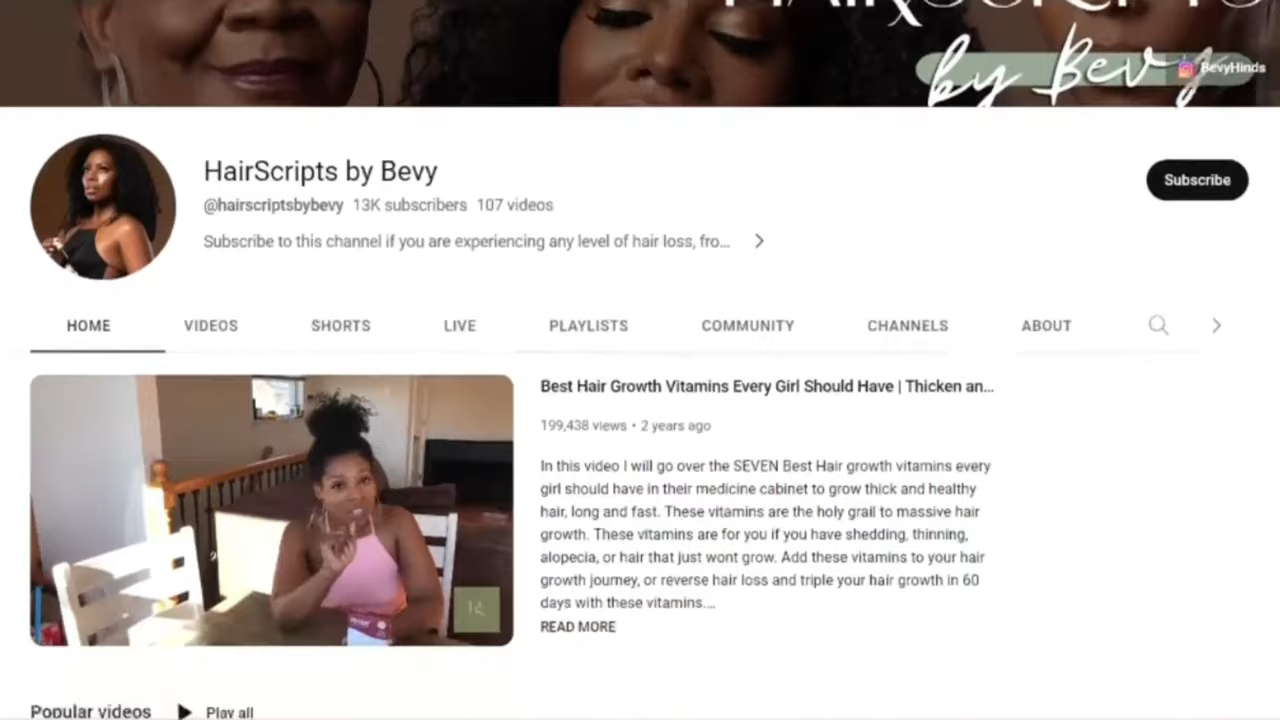 HAIRXSCRIPTS
by Bevy
BevyHinds
HairScripts by Bevy
@hairscriptsbybevy 13K subscribers 107 videos
Subscribe to this channel if you are experiencing any level of hair loss, fro...
Subscribe
HOME VIDEOS SHORTS LIVE PLAYLISTS COMMUNITY CHANNELS ABOUT
Best Hair Growth Vitamins Every Girl Should Have | Thicken an...
199,438 views • 2 years ago
In this video I will go over the SEVEN Best Hair growth vitamins every
girl should have in their medicine cabinet to grow thick and healthy
hair, long and fast. These vitamins are the holy grail to massive hair
growth. These vitamins are for you if you have shedding, thinning,
alopecia, or hair that just wont grow. Add these vitamins to your hair
growth journey, or reverse hair loss and triple your hair growth in 60
days with these vitamins....
READ MORE
Popular videos Play all